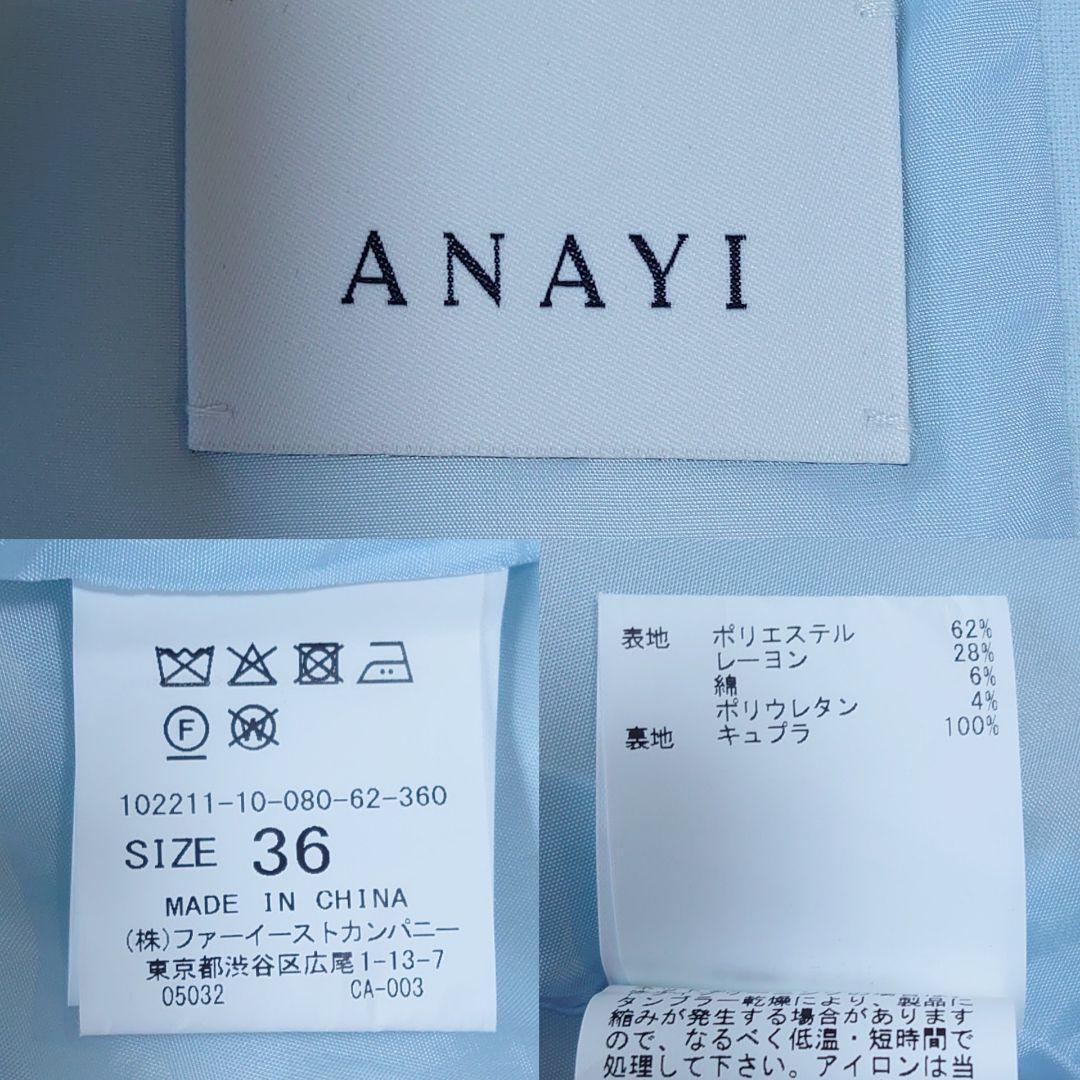 ANAYI
F
W
102211-10-080-62-360
SIZE 36
MADE IN CHINA
(株)ファーイーストカンパニー
東京都渋谷区広尾1-13-7
05032 CA-003
表地 ポリエステル 62%
レーヨン 28%
綿 6%
ポリウレタン 4%
裏地 キュプラ 100%
タンブラー乾燥により、製品に
縮みが発生する場合があります
ので、なるべく低温・短時間で
処理して下さい。アイロンは当